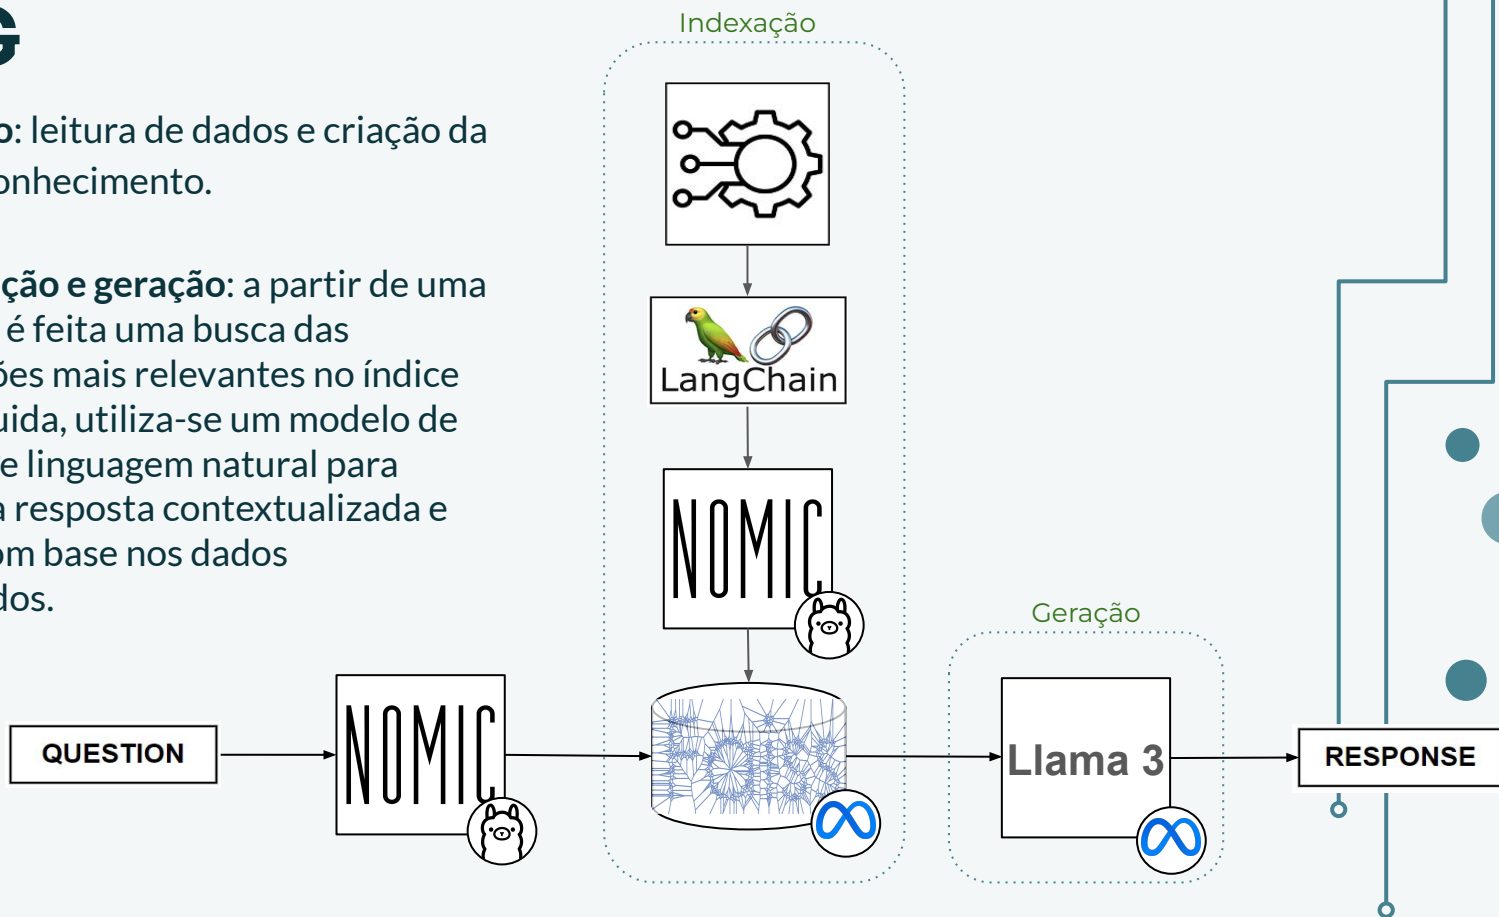 G
o: leitura de dados e criação da
onhecimento.
ção e geração: a partir de uma
é feita uma busca das
ões mais relevantes no índice
uida, utiliza-se um modelo de
e linguagem natural para
a resposta contextualizada e
om base nos dados
dos.
Indexação
LangChain
NOMIC
Geração
QUESTION
NOMIC
Llama 3
RESPONSE